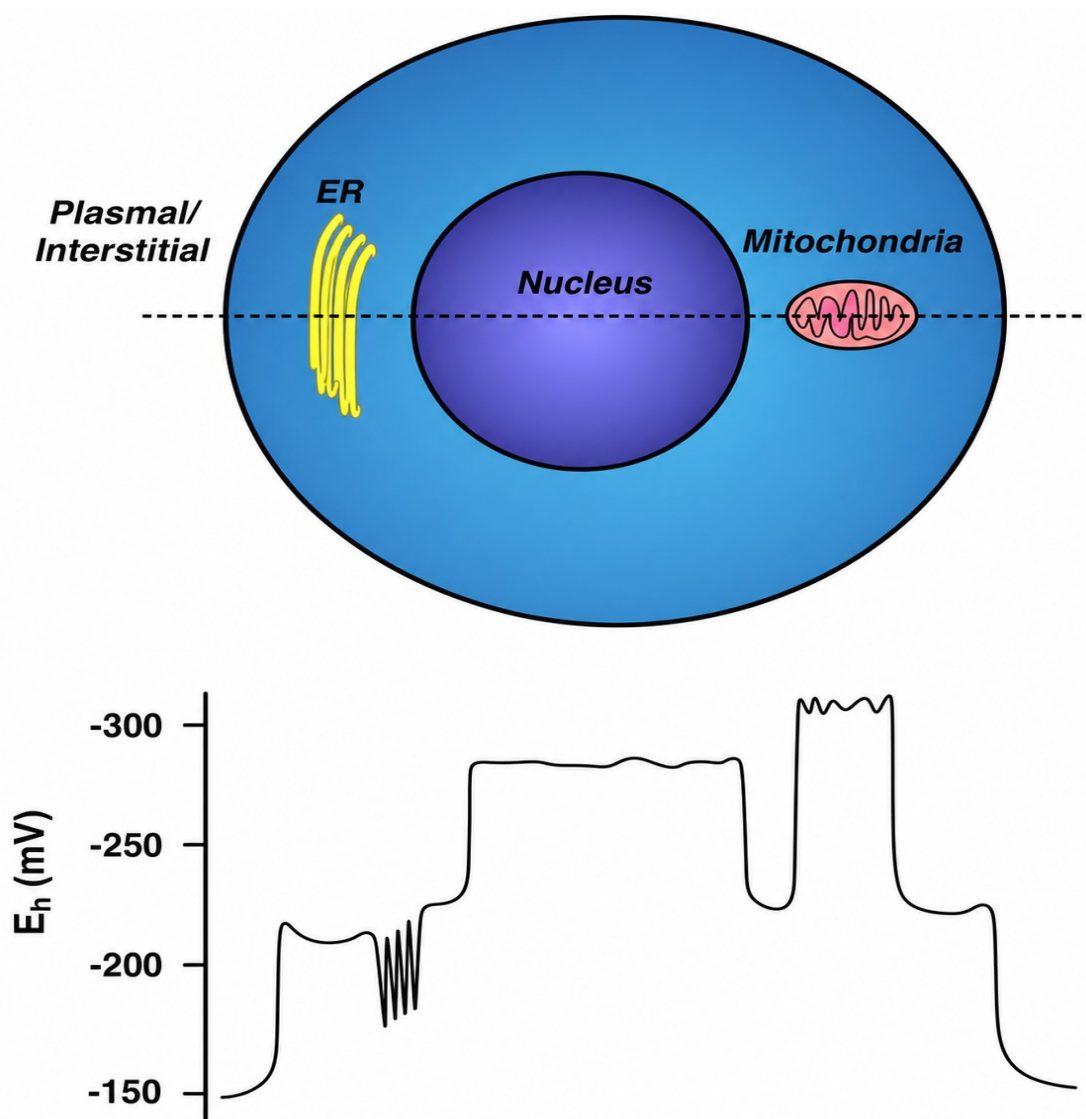 ER
Plasmal/
Interstitial
Mitochondria
Nucleus
-300
-250
-200
-150
Eh (mV)